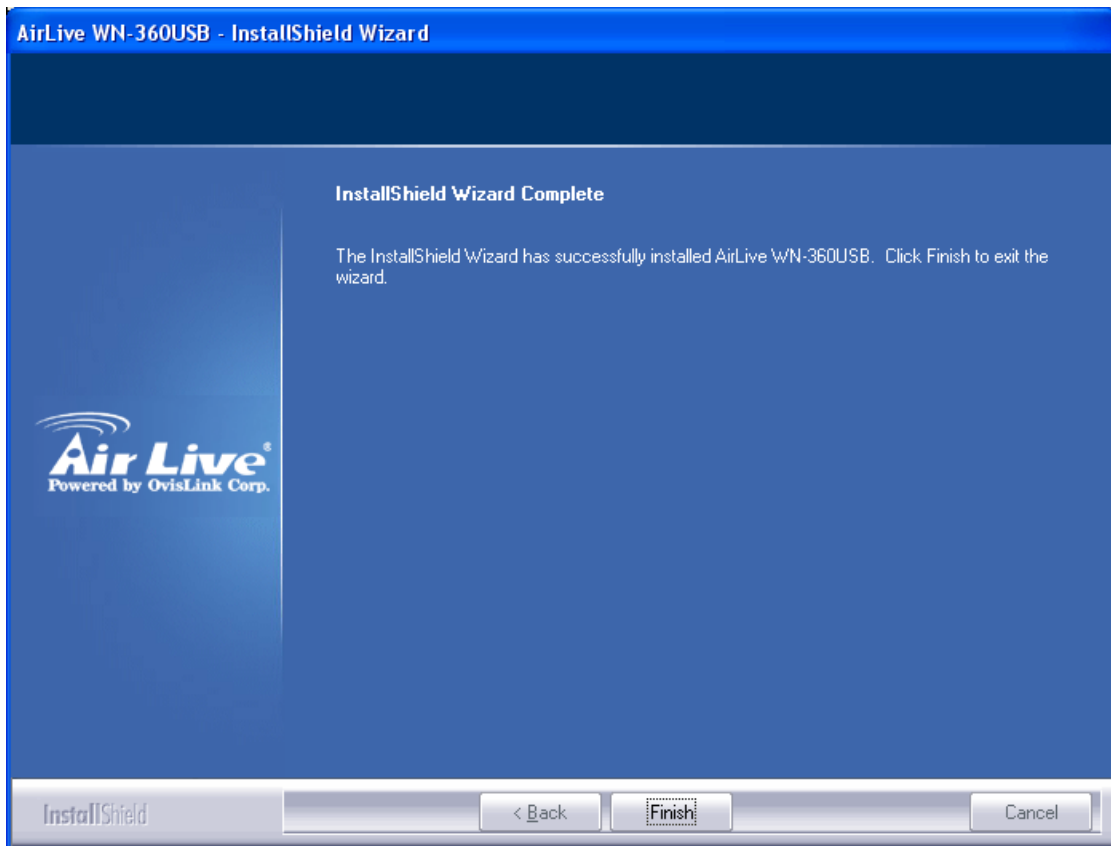 AirLive WN-360USB - InstallShield Wizard
InstallShield Wizard Complete
The InstallShield Wizard has successfully installed AirLive WN-360USB. Click Finish to exit the
wizard.
Air Live®
Powered by OvisLink Corp.
InstallShield
< Back
Finish
Cancel